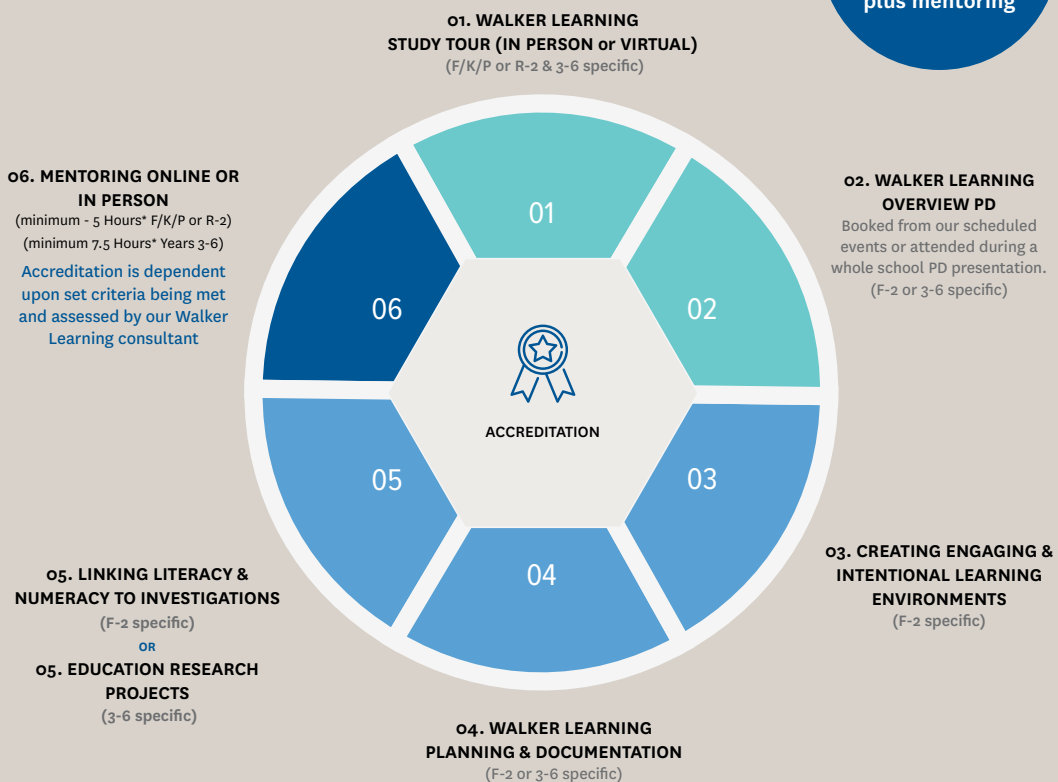 plus mentoring
01. WALKER LEARNING
STUDY TOUR (IN PERSON or VIRTUAL)
(F/K/P or R-2 & 3-6 specific)
06. MENTORING ONLINE OR
IN PERSON
(minimum - 5 Hours* F/K/P or R-2)
(minimum 7.5 Hours* Years 3-6)
Accreditation is dependent
upon set criteria being met
and assessed by our Walker
Learning consultant
02. WALKER LEARNING
OVERVIEW PD
Booked from our scheduled
events or attended during a
whole school PD presentation.
(F-2 or 3-6 specific)
01
02
03
04
05
06
ACCREDITATION
03. CREATING ENGAGING &
INTENTIONAL LEARNING
ENVIRONMENTS
(F-2 specific)
04. WALKER LEARNING
PLANNING & DOCUMENTATION
(F-2 or 3-6 specific)
05. LINKING LITERACY &
NUMERACY TO INVESTIGATIONS
(F-2 specific)
OR
05. EDUCATION RESEARCH
PROJECTS
(3-6 specific)